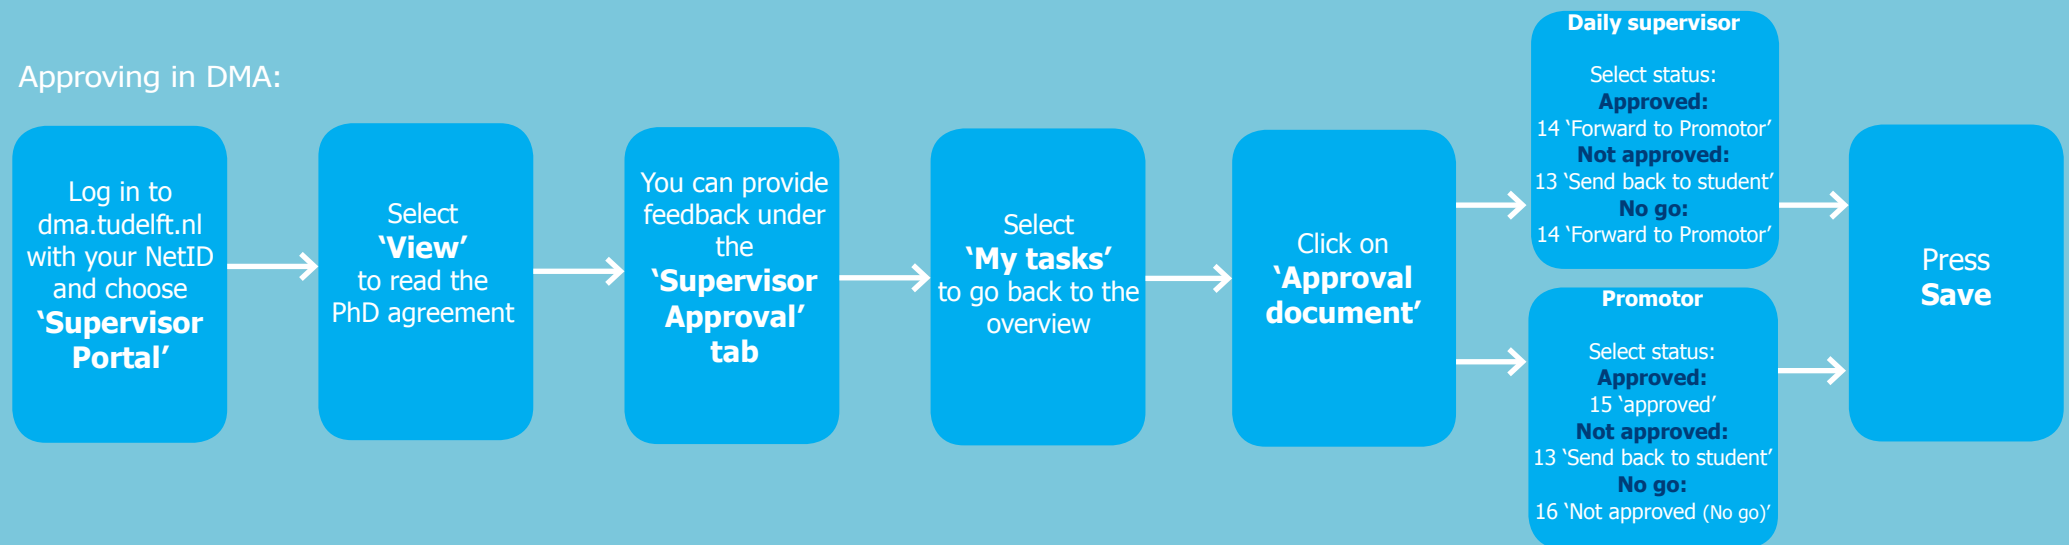 Approving in DMA:
Log in to
dma.tudelft.nl
with your NetID
and choose
‘Supervisor
Portal’
Select
‘View’
to read the
PhD agreement
You can provide
feedback under
the
‘Supervisor
Approval’
tab
Select
‘My tasks’
to go back to the
overview
Click on
‘Approval
document’
Daily supervisor
Select status:
Approved:
14 ‘Forward to Promotor’
Not approved:
13 ‘Send back to student’
No go:
14 ‘Forward to Promotor’
Promotor
Select status:
Approved:
15 ‘approved’
Not approved:
13 ‘Send back to student’
No go:
16 ‘Not approved (No go)’
Press
Save